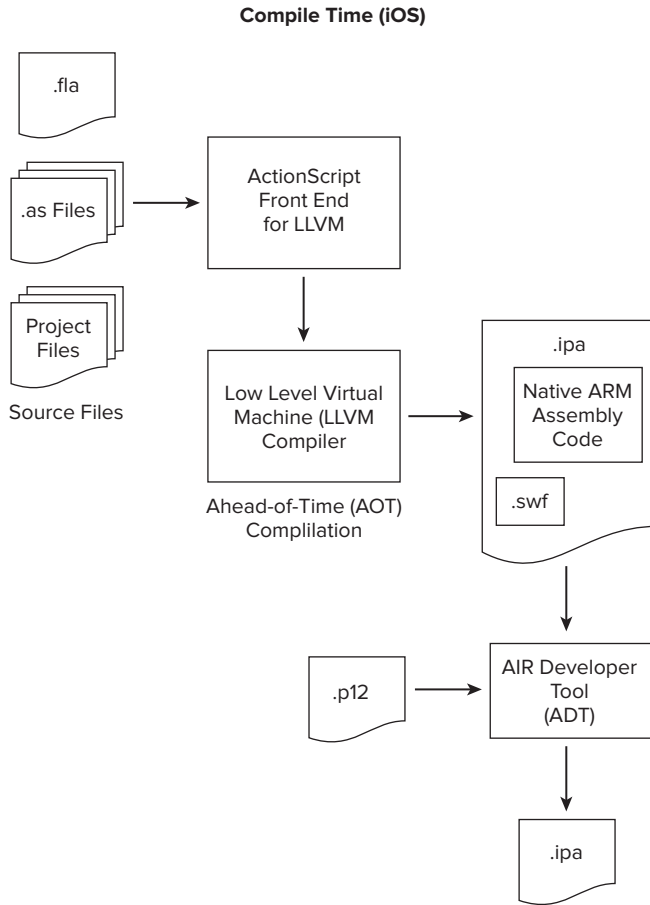 Compile Time (iOS)
.fla
.as Files
Project
Files
Source Files
ActionScript
Front End
for LLVM
Low Level Virtual
Machine (LLVM
Compiler
Ahead-of-Time (AOT)
Complilation
.ipa
Native ARM
Assembly
Code
.swf
.p12
AIR Developer
Tool
(ADT)
.ipa